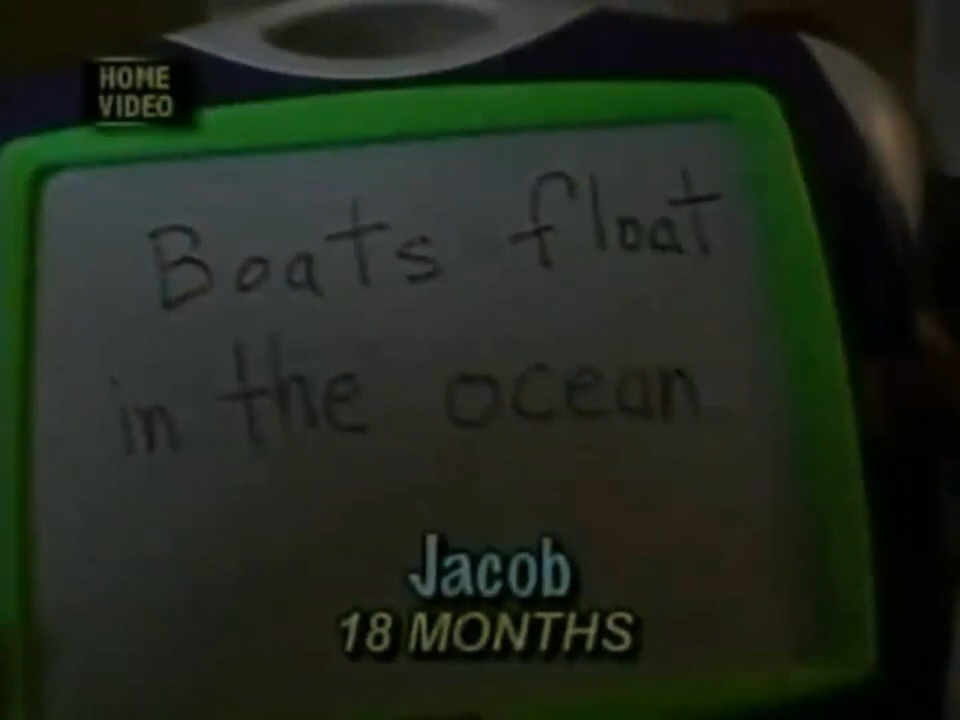 HOME
VIDEO
Boats float
in the ocean
Jacob
18 MONTHS